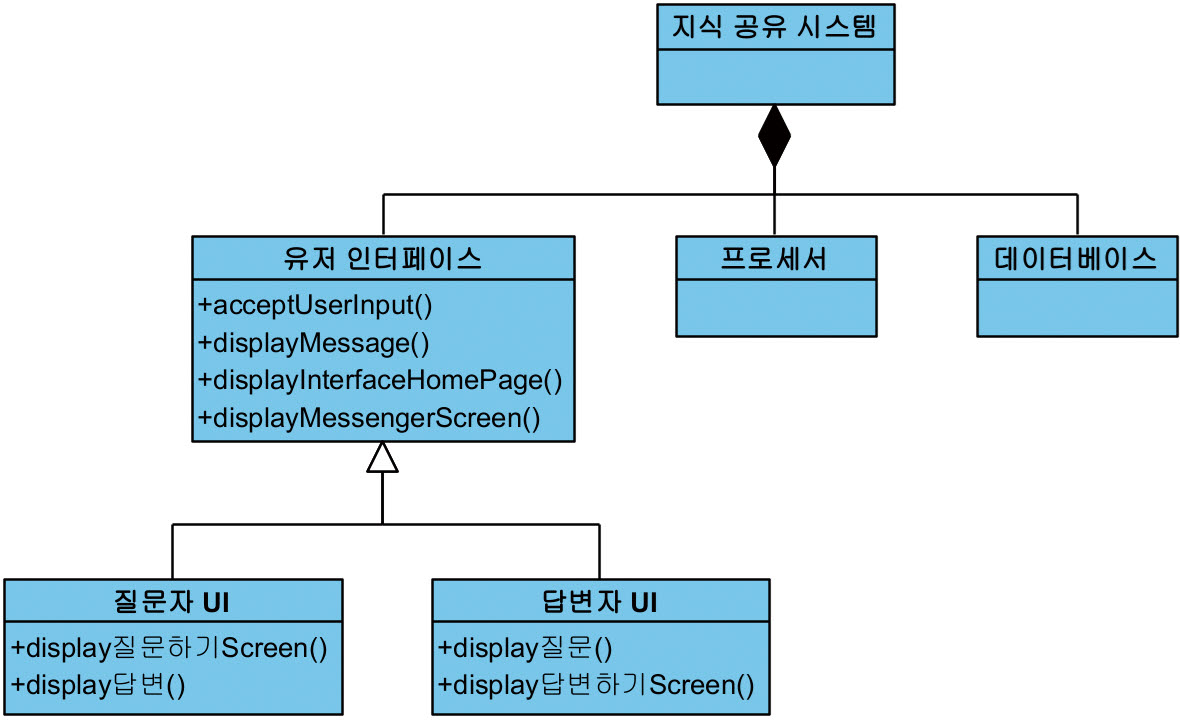 지식 공유 시스템
유저 인터페이스
+acceptUserInput()
+displayMessage()
+displayInterfaceHomePage()
+displayMessengerScreen()
프로세서
데이터베이스
질문자 UI
+display질문하기Screen()
+display답변()
답변자 UI
+display질문()
+display답변하기Screen()